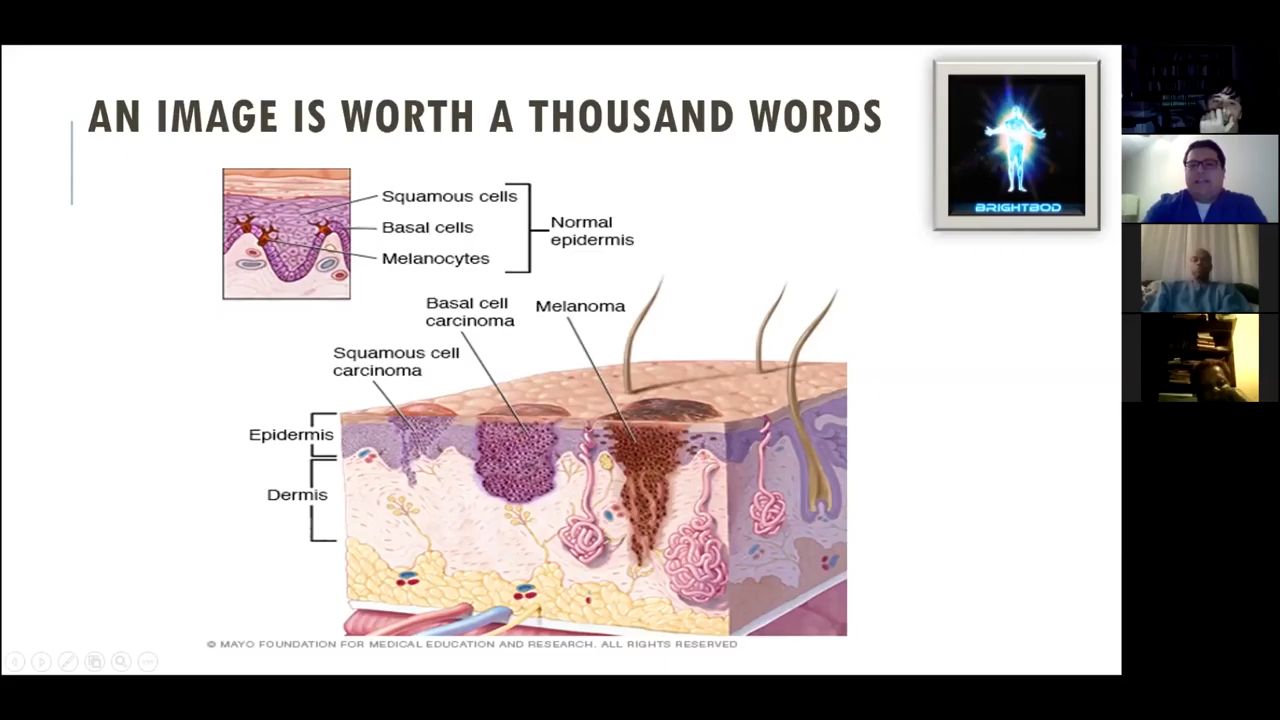 AN IMAGE IS WORTH A THOUSAND WORDS
BRIGHTBOD
Squamous cells
Basal cells
Melanocytes
Normal
epidermis
Basal cell
carcinoma
Melanoma
Squamous cell
carcinoma
Epidermis
Dermis
© MAYO FOUNDATION FOR MEDICAL EDUCATION AND RESEARCH. ALL RIGHTS RESERVED